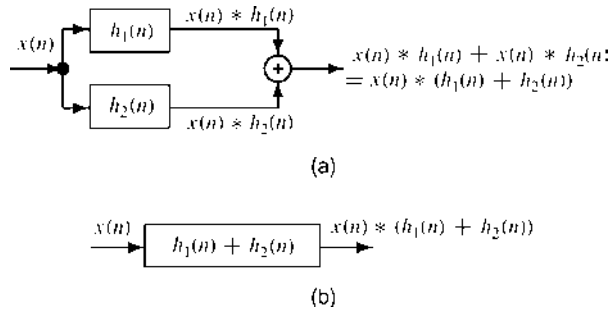 x(n) * h₁(n)
x(n)
h₁(n)
x(n) * h₁(n) + x(n) * h₂(n)
= x(n) * (h₁(n) + h₂(n))
+
h₂(n)
x(n) * h₂(n)
(a)
x(n)
h₁(n) + h₂(n)
x(n) * (h₁(n) + h₂(n))
(b)